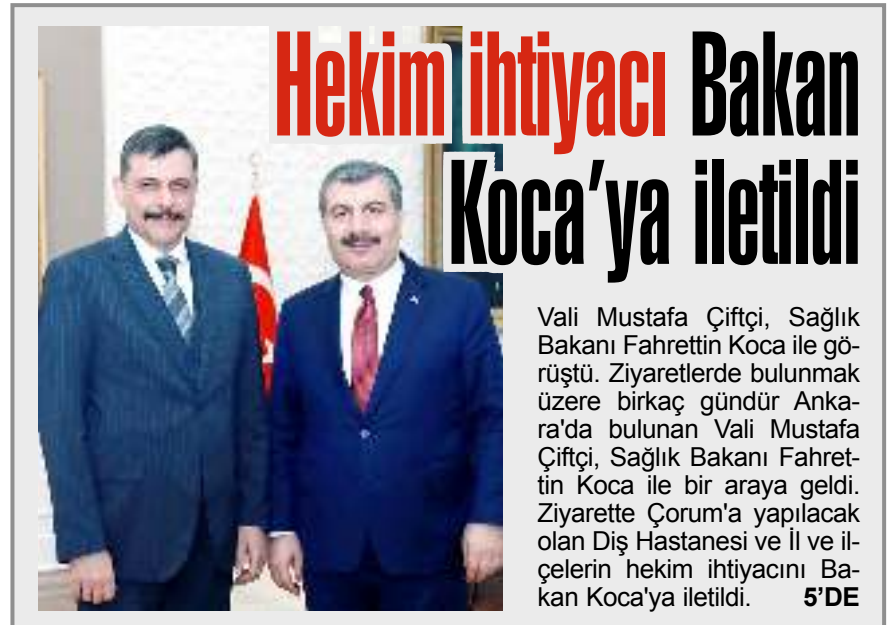 Hekim ihtiyacı Bakan
Koca’ya iletildi
Vali Mustafa Çiftçi, Sağlık
Bakanı Fahrettin Koca ile gö-
rüştü. Ziyaretlerde bulunmak
üzere birkaç gündür Anka-
ra'da bulunan Vali Mustafa
Çiftçi, Sağlık Bakanı Fahret-
tin Koca ile bir araya geldi.
Ziyarette Çorum'a yapılacak
olan Diş Hastanesi ve İl ve il-
çelerin hekim ihtiyacını Ba-
kan Koca'ya iletildi. 5’DE